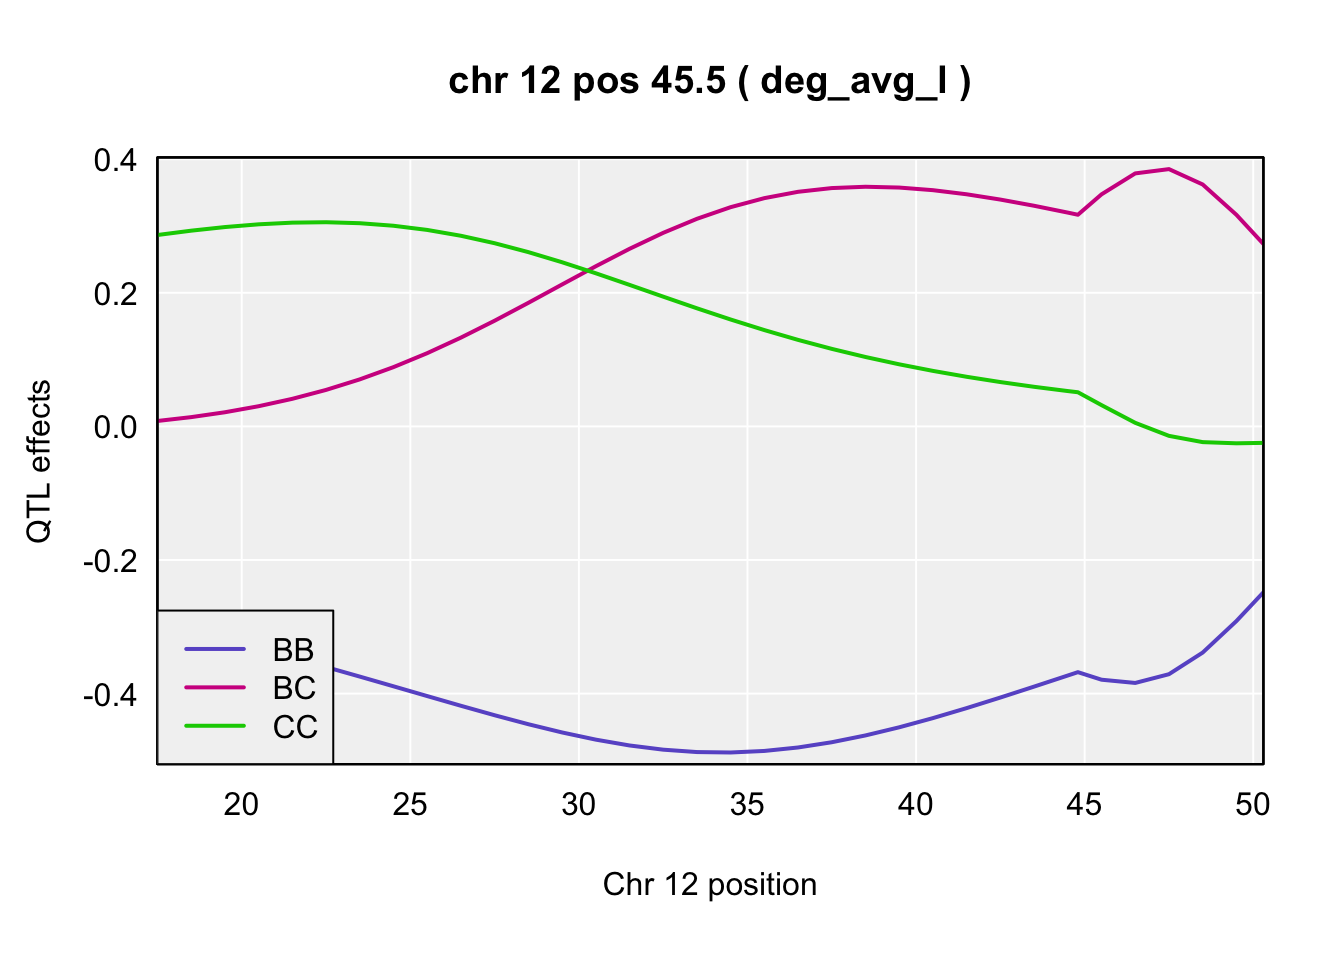 chr 12 pos 45.5 ( deg_avg_l )
0.4
0.2
0.0
-0.2
-0.4
QTL effects
BB
BC
CC
20 25 30 35 40 45 50
Chr 12 position